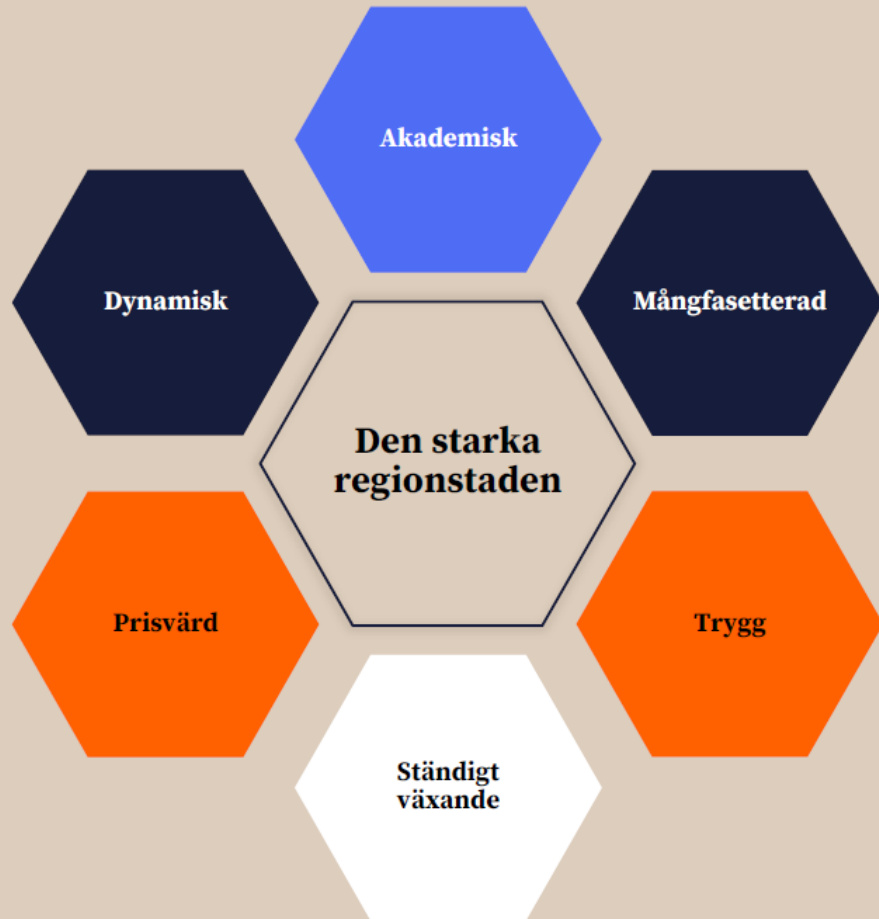 Akademisk
Dynamisk
Mångfasetterad
Den starka
regionstaden
Prisvärd
Trygg
Ständigt
växande